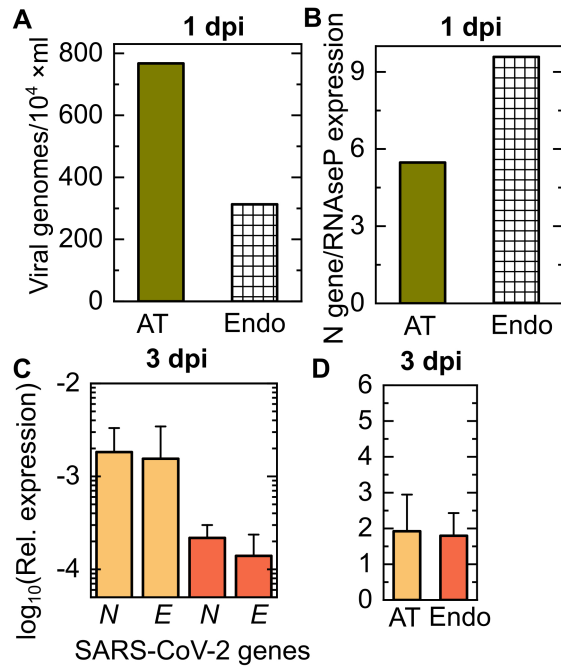 A
1 dpi
Viral genomes/10⁴ ×ml
800
600
300
300
0
AT
Endo
B
1 dpi
N gene/RNAseP expression
9
6
3
0
AT
Endo
C
3 dpi
log₁₀(Rel. expression)
-2
-3
-4
N
E
N
E
SARS-CoV-2 genes
D
3 dpi
6
5
4
3
2
1
0
AT
Endo